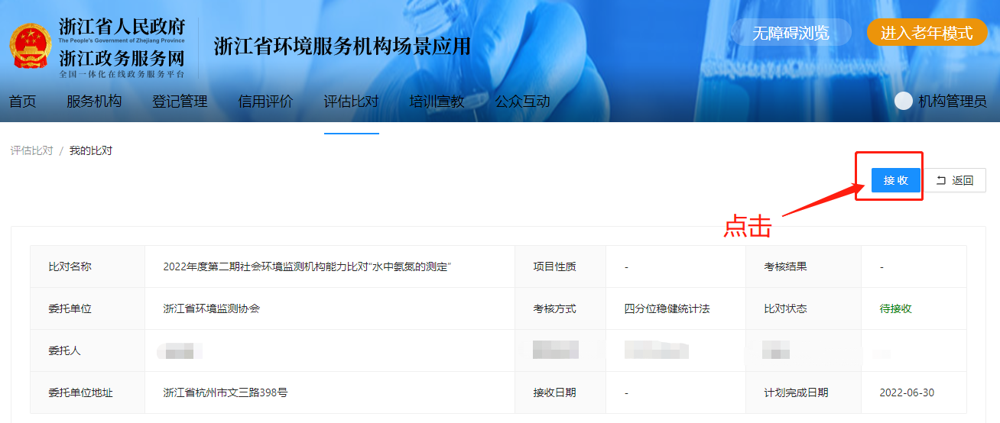 浙江省人民政府
The People's Government of Zhejiang Province
浙江政务服务网
全国一体化在线政务服务平台
浙江省环境服务机构场景应用
无障碍浏览
进入老年模式
首页 服务机构 登记管理 信用评价 评估比对 培训宣教 公众互动 机构管理员
评估比对 / 我的比对
接 收 返回
点击
比对名称 2022年度第二期社会环境监测机构能力比对“水中氨氮的测定” 项目性质 - 考核结果 -
委托单位 浙江省环境监测协会 考核方式 四分位稳健统计法 比对状态 待接收
委托人
委托单位地址 浙江省杭州市文三路398号 接收日期 - 计划完成日期 2022-06-30